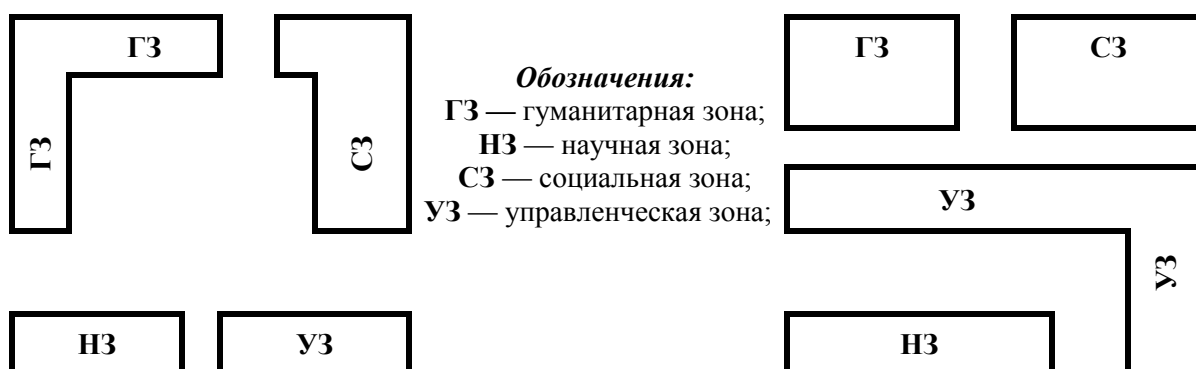 ГЗ
ГЗ
СЗ
НЗ
УЗ
Обозначения:
ГЗ — гуманитарная зона;
НЗ — научная зона;
СЗ — социальная зона;
УЗ — управленческая зона;
ГЗ
СЗ
УЗ
УЗ
НЗ